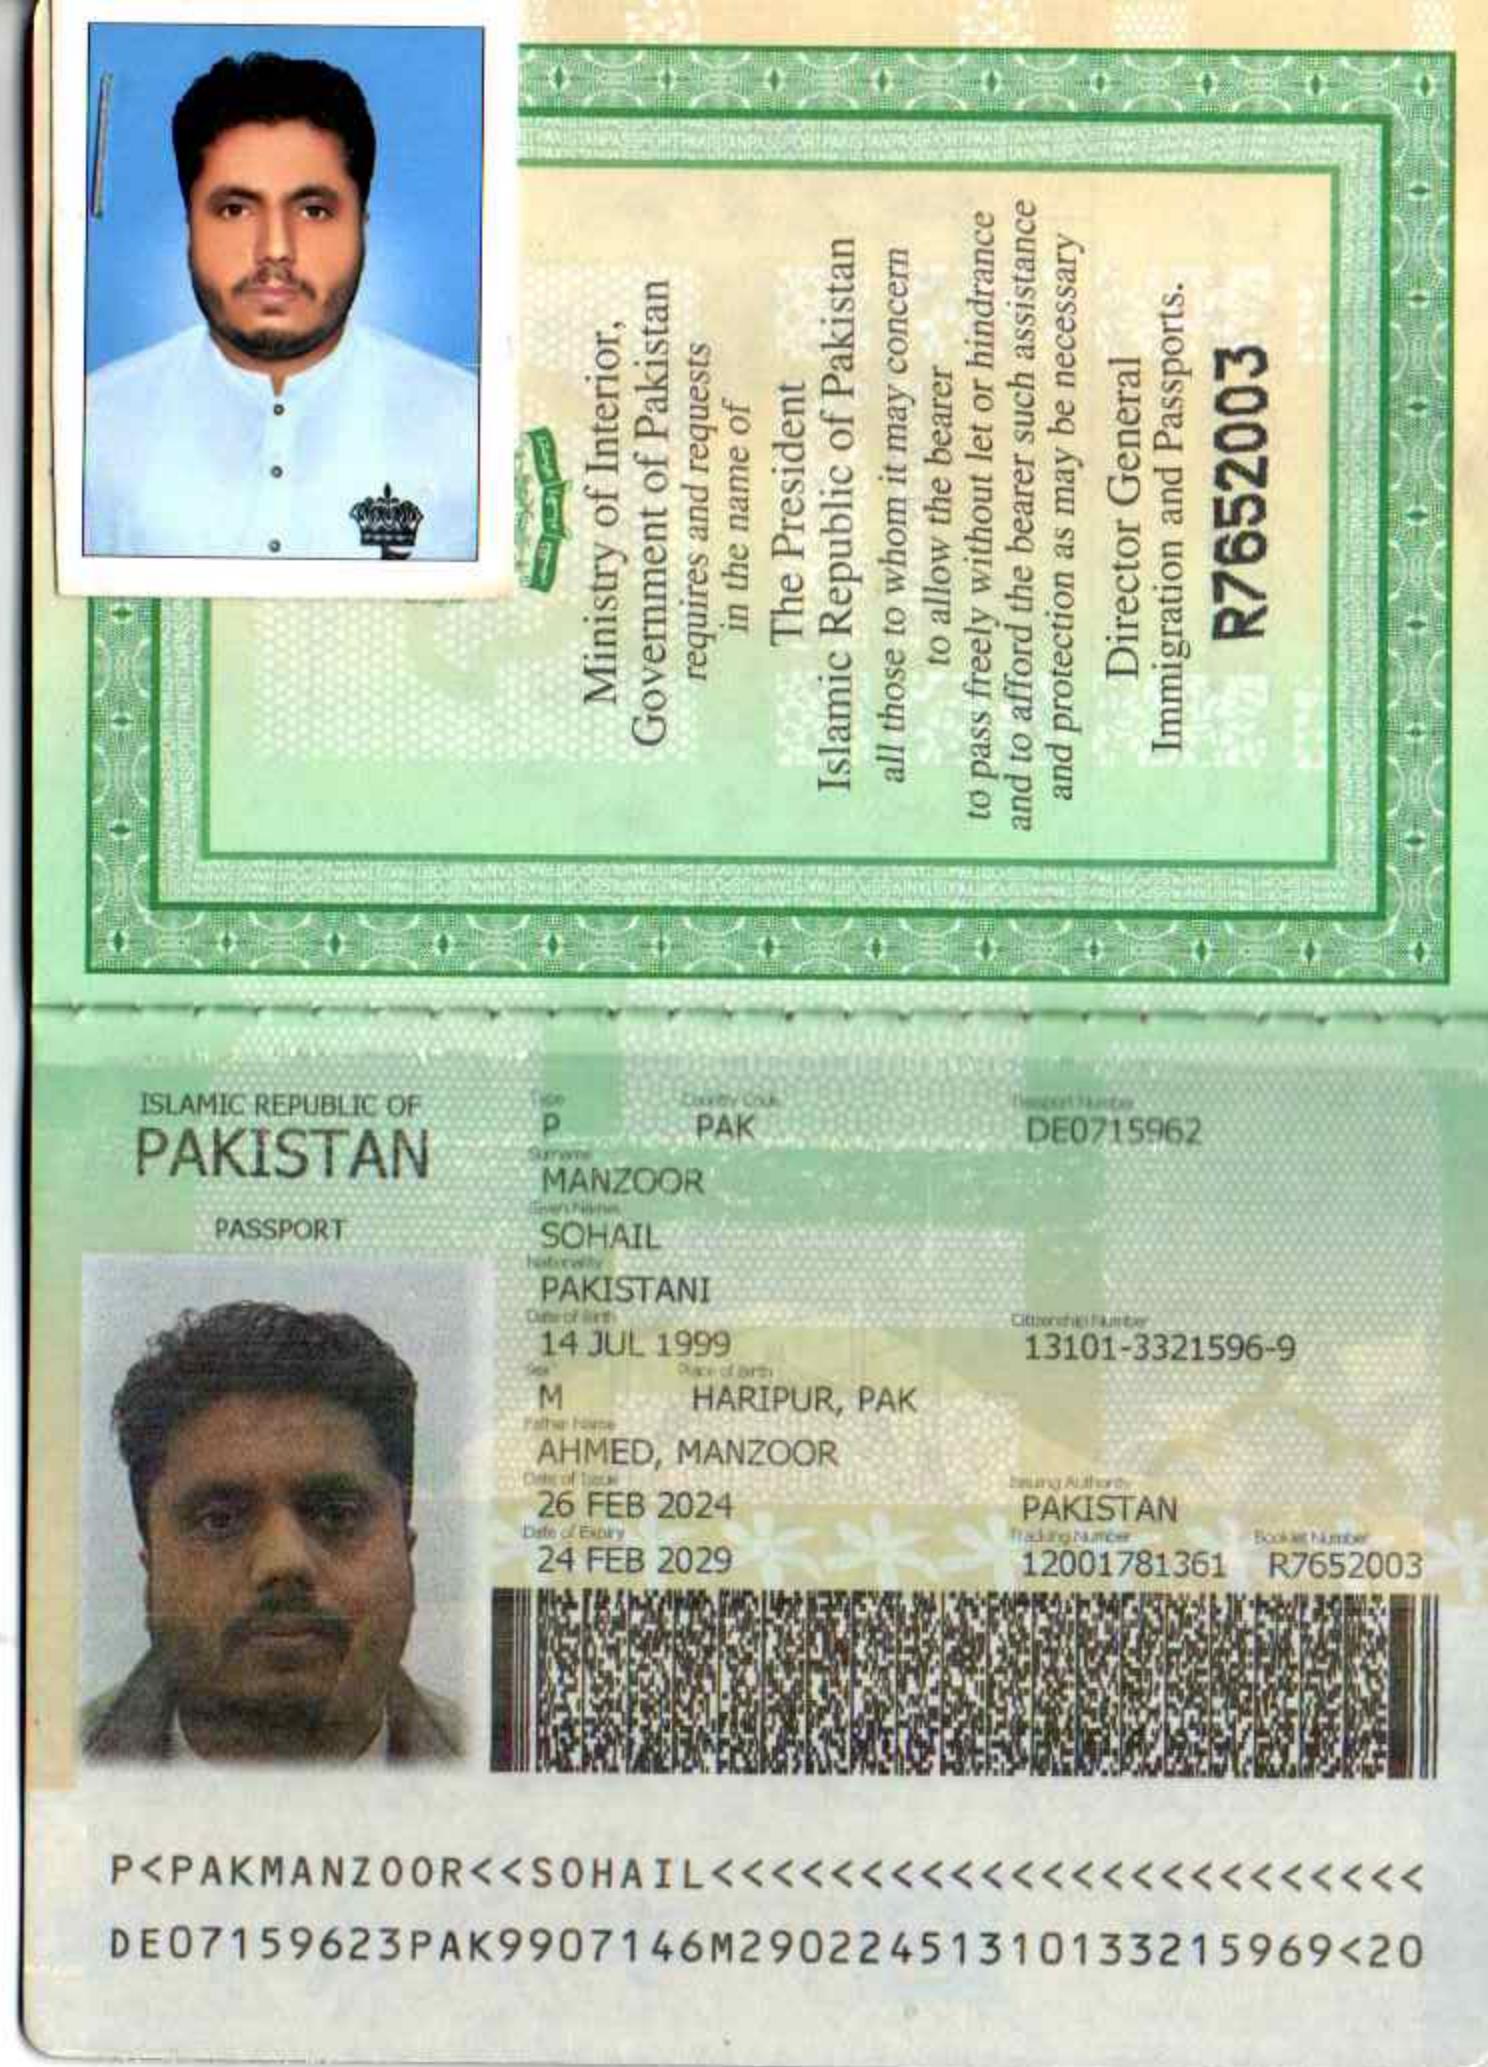 Ministry of Interior,
Government of Pakistan
requires and requests
in the name of
The President
Islamic Republic of Pakistan
all those to whom it may concern
to allow the bearer
to pass freely without let or hindrance
and to afford the bearer such assistance
and protection as may be necessary
Director General
Immigration and Passports.
R7652003
ISLAMIC REPUBLIC OF
PAKISTAN
PASSPORT
Type Country Code Passport Number
P PAK DE0715962
Surname
MANZOOR
Given Names
SOHAIL
Nationality
PAKISTANI
Date of Birth Citizenship Number
14 JUL 1999 13101-3321596-9
Sex Place of Birth
M HARIPUR, PAK
Father Name
AHMED, MANZOOR
Date of Issue Issuing Authority
26 FEB 2024 PAKISTAN
Date of Expiry Tracking Number Booklet Number
24 FEB 2029 12001781361 R7652003
P<PAKMANZOOR<<SOHAIL<<<<<<<<<<<<<<<<<<<<<<<<
DE07159623PAK9907146M29022451310133215969<20